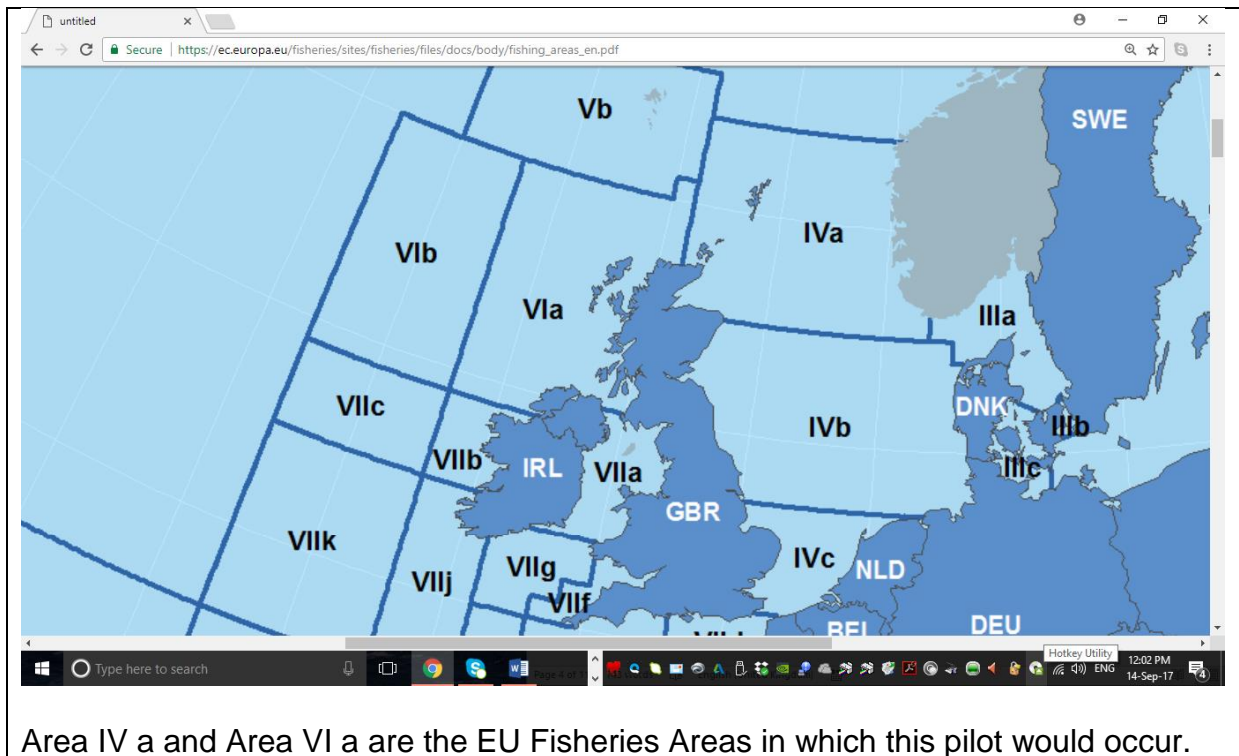 untitled
Secure | https://ec.europa.eu/fisheries/sites/fisheries/files/docs/body/fishing_areas_en.pdf
Vb
SWE
IVa
VIb
VIa
IIIa
VIIc
DNK
IVb
IIIb
VIIb
IRL
VIIa
IIIc
GBR
VIIk
IVc
NLD
VIIg
VIIj
VIIf
BEL
DEU
Hotkey Utility
Type here to search
ENG
12:02 PM
14-Sep-17
Area IV a and Area VI a are the EU Fisheries Areas in which this pilot would occur.